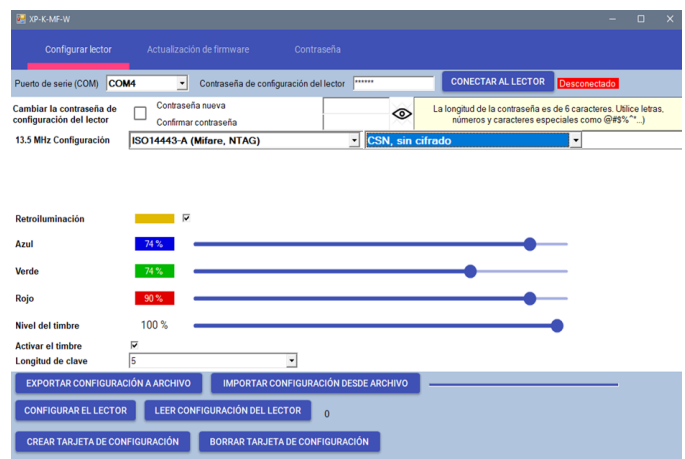 XP-K-MF-W
Configurar lector Actualización de firmware Contraseña
Puerto de serie (COM) COM4 Contraseña de configuración del lector ****** CONECTAR AL LECTOR Desconectado
Cambiar la contraseña de configuración del lector
Contraseña nueva
Confirmar contraseña
La longitud de la contraseña es de 6 caracteres. Utilice letras,
números y caracteres especiales como @#$%^*...)
13.5 MHz Configuración ISO14443-A (Mifare, NTAG) CSN, sin cifrado
Retroiluminación
Azul 74 %
Verde 74 %
Rojo 90 %
Nivel del timbre 100 %
Activar el timbre
Longitud de clave 5
EXPORTAR CONFIGURACIÓN A ARCHIVO IMPORTAR CONFIGURACIÓN DESDE ARCHIVO
CONFIGURAR EL LECTOR LEER CONFIGURACIÓN DEL LECTOR 0
CREAR TARJETA DE CONFIGURACIÓN BORRAR TARJETA DE CONFIGURACIÓN